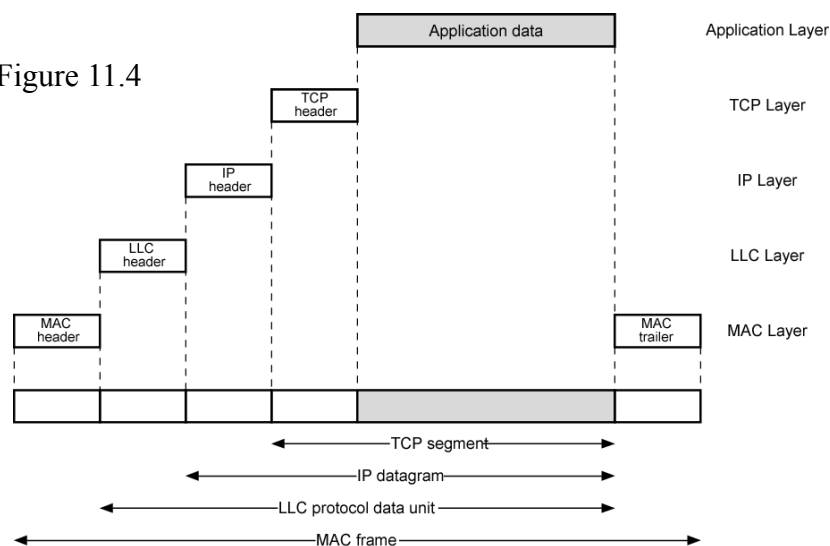 Application data
Application Layer
Figure 11.4
TCP
header
TCP Layer
IP
header
IP Layer
LLC
header
LLC Layer
MAC
header
MAC
trailer
MAC Layer
TCP segment
IP datagram
LLC protocol data unit
MAC frame